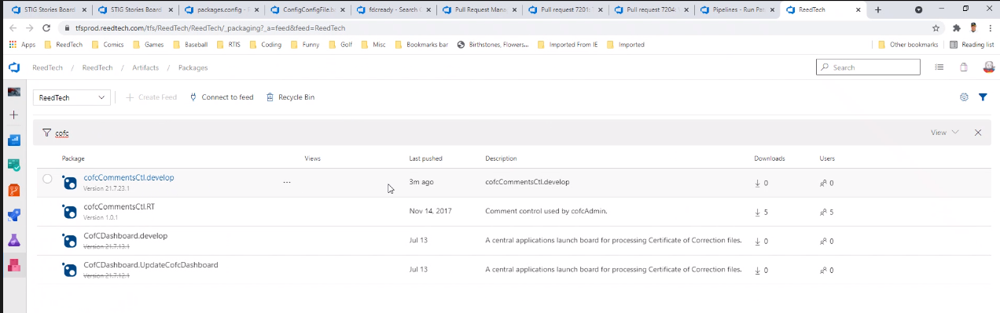 STIG Stories Board
STIG Stories Board
packages.config -
ConfigConfigFile.ba
fdcready - Search
Pull Request Mana
Pull request 7201:
Pull request 7204:
Pipelines - Run Pas
ReedTech
tfsprod.reedtech.com/tfs/ReedTech/ReedTech/_packaging?_a=feed&feed=ReedTech
Apps ReedTech Comics Games Baseball RTIS Coding Funny Golf Misc Bookmarks bar Birthstones, Flowers... Imported From IE Imported Other bookmarks Reading list
ReedTech / ReedTech / Artifacts / Packages Search
ReedTech Create Feed Connect to feed Recycle Bin
cofc View
Package Views Last pushed Description Downloads Users
cofcCommentsCtl.develop ... 3m ago cofcCommentsCtl.develop 0 0
Version 21.7.23.1
cofcCommentsCtl.RT Nov 14, 2017 Comment control used by cofcAdmin. 5 5
Version 1.0.1
CofCDashboard.develop Jul 13 A central applications launch board for processing Certificate of Correction files. 0 0
Version 21.7.13.1
CofCDashboard.UpdateCofcDashboard Jul 13 A central applications launch board for processing Certificate of Correction files. 0 0
Version 21.7.12.1